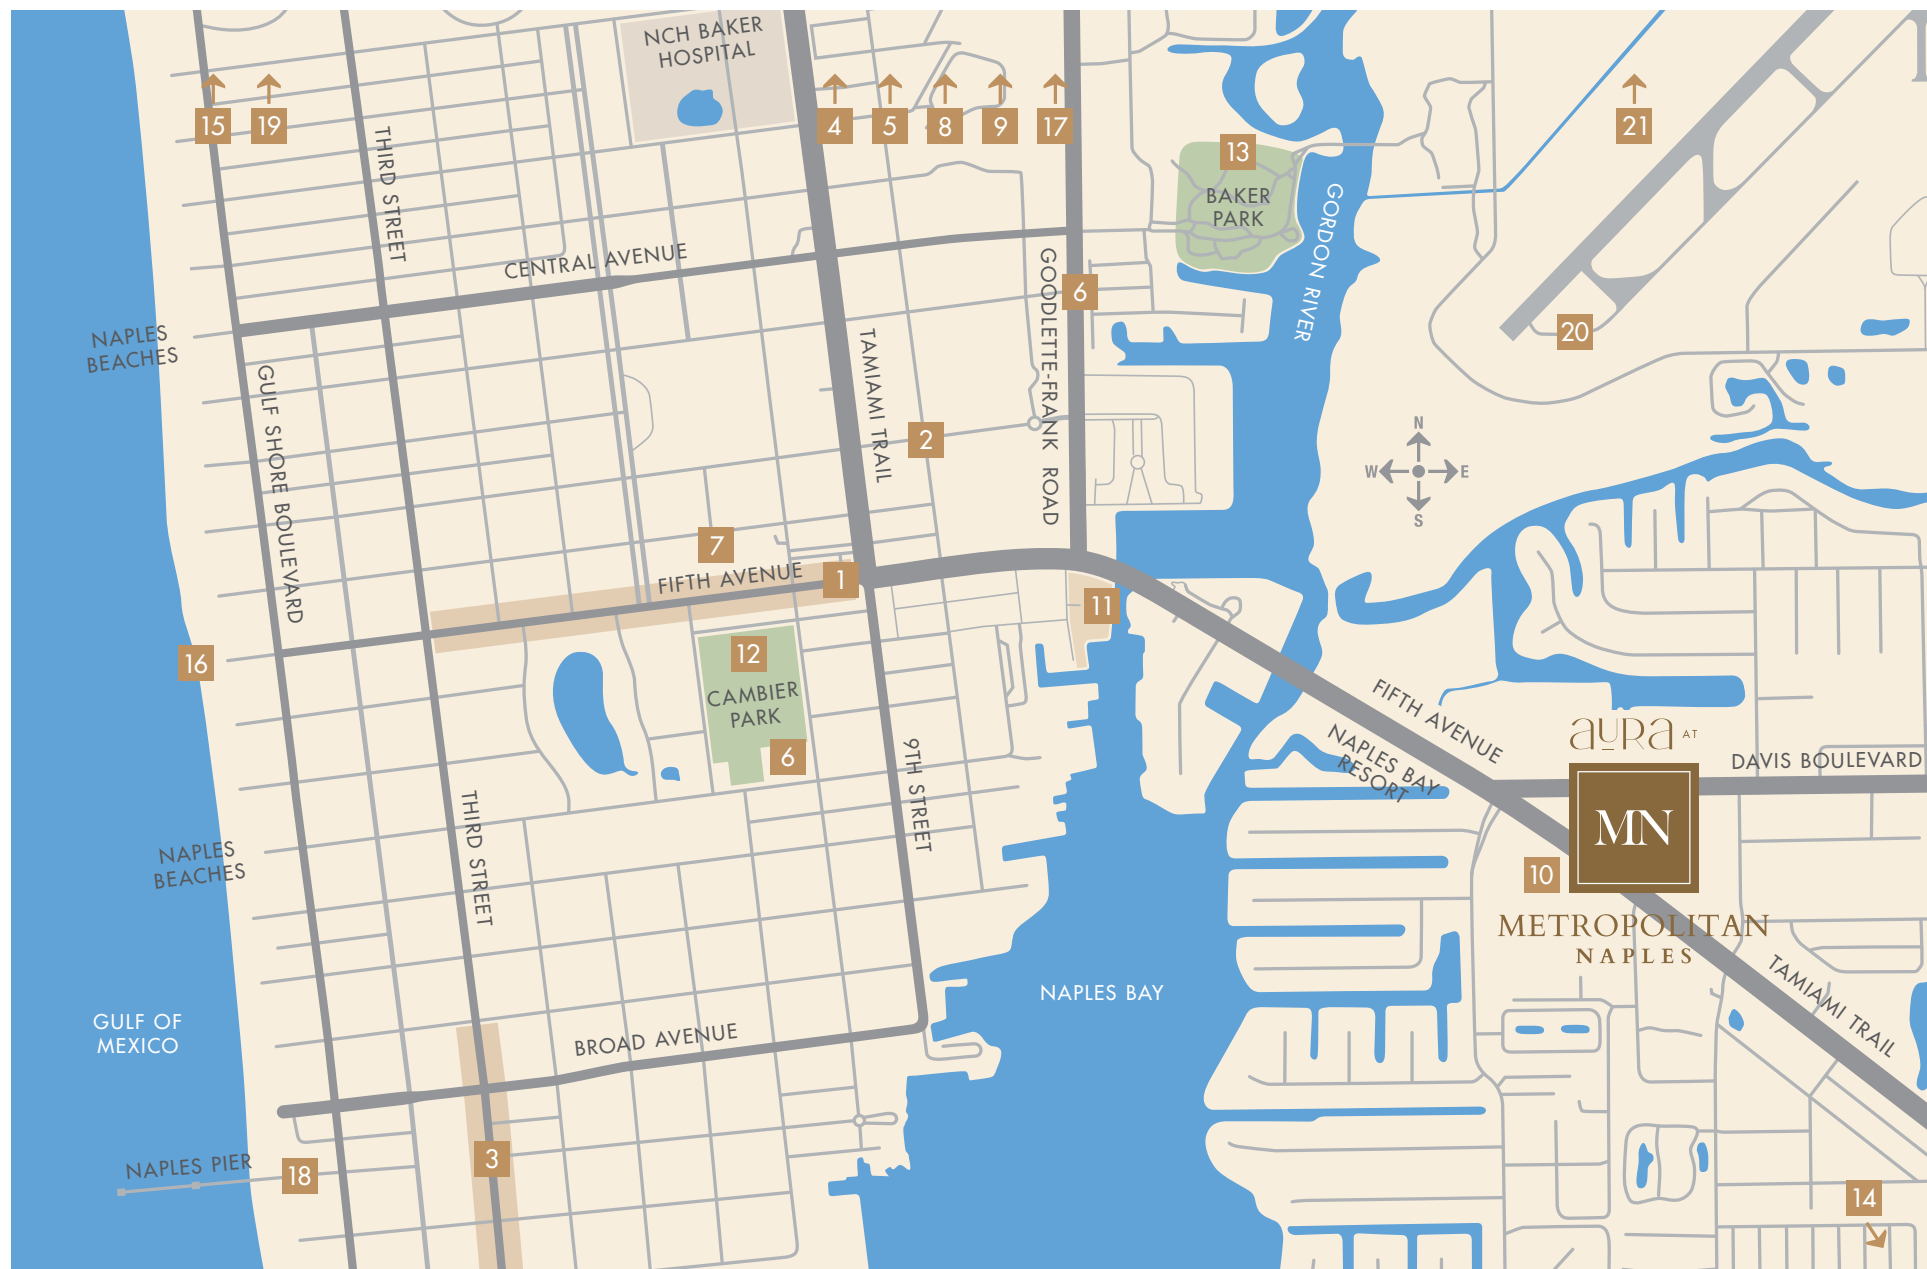 NCH BAKER
HOSPITAL
15
19
4
5
8
9
17
21
THIRD STREET
13
BAKER
PARK
GORDON RIVER
CENTRAL AVENUE
GOODLETTE-FRANK ROAD
6
20
NAPLES
BEACHES
TAMIAMI TRAIL
GULF SHORE BOULEVARD
2
N
W
E
S
7
FIFTH AVENUE
1
11
16
12
CAMBIER
PARK
6
FIFTH AVENUE
NAPLES BAY
RESORT
aURa AT
DAVIS BOULEVARD
MN
10
METROPOLITAN
NAPLES
9TH STREET
THIRD STREET
NAPLES
BEACHES
TAMIAMI TRAIL
NAPLES BAY
GULF OF
MEXICO
BROAD AVENUE
3
NAPLES PIER
18
14